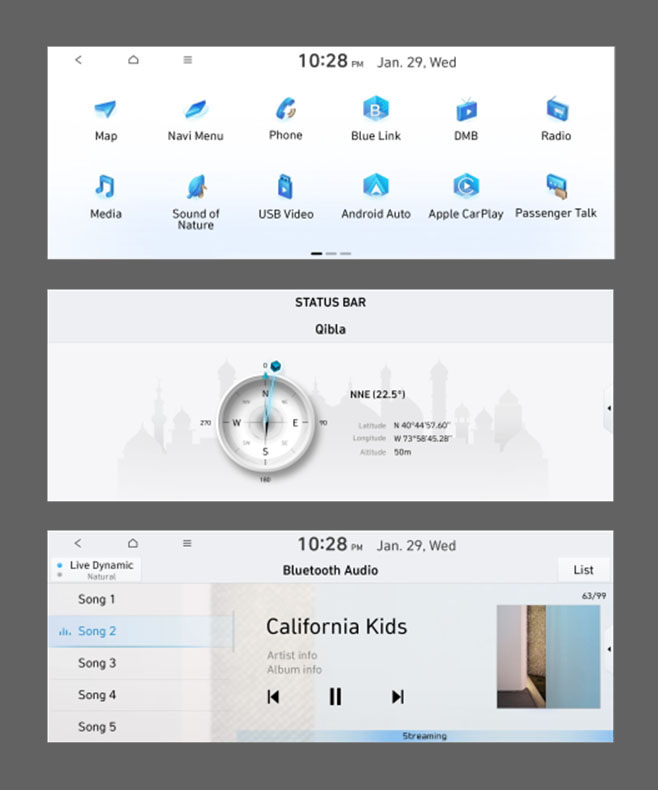 10:28 PM Jan. 29, Wed
Map Navi Menu Phone Blue Link DMB Radio
Media Sound of USB Video Android Auto Apple CarPlay Passenger Talk
Nature
STATUS BAR
Qibla
0
N
NNE (22.5°)
270 W E 90
Latitude N 40°44'57.60"
Longitude W 73°58'45.28"
Altitude 50m
S
180
10:28 PM Jan. 29, Wed
Live Dynamic
Natural
Bluetooth Audio
List
63/99
Song 1
Song 2
Song 3
Song 4
Song 5
California Kids
Artist info
Album info
Streaming